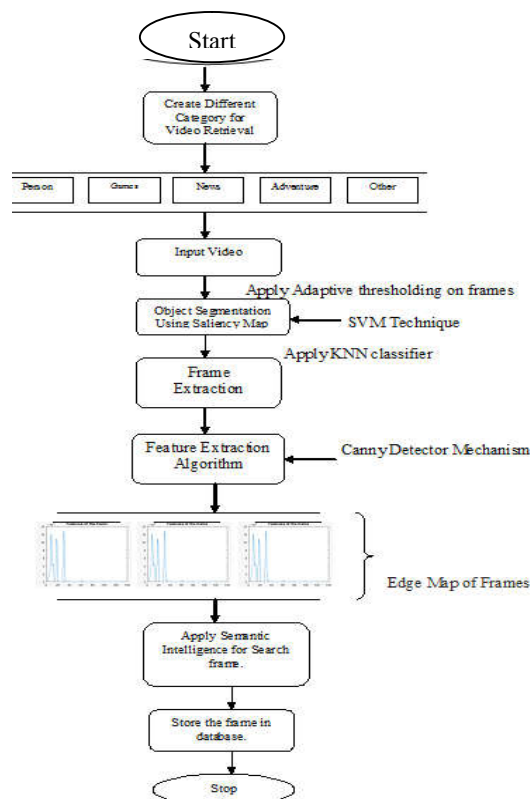 Start
Create Different
Category for
Video Retrieval
Person
Games
News
Adventure
Other
Input Video
Apply Adaptive thresholding on frames
Object Segmentation
Using Saliency Map
SVM Technique
Apply KNN classifier
Frame
Extraction
Feature Extraction
Algorithm
Canny Detector Mechanism
Edge Map of Frames
Apply Semantic
Intelligence for Search
frame.
Store the frame in
database.
Stop